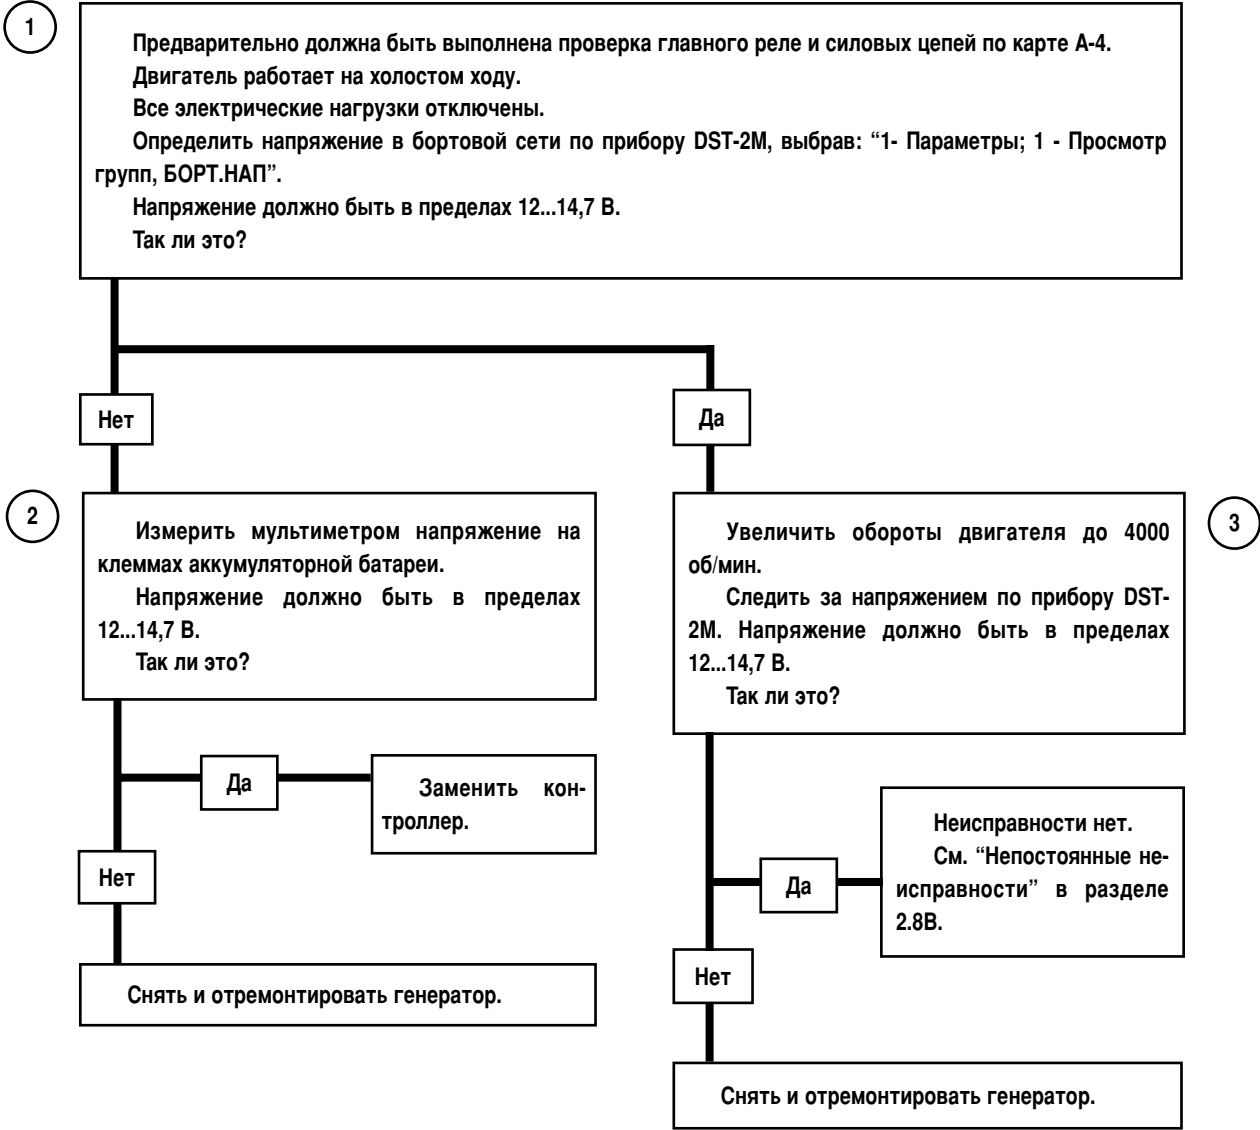 1
Предварительно должна быть выполнена проверка главного реле и силовых цепей по карте А-4.
Двигатель работает на холостом ходу.
Все электрические нагрузки отключены.
Определить напряжение в бортовой сети по прибору DST-2M, выбрав: “1- Параметры; 1 - Просмотр
групп, БОРТ.НАП”.
Напряжение должно быть в пределах 12...14,7 В.
Так ли это?
Нет
Да
2
Измерить мультиметром напряжение на
клеммах аккумуляторной батареи.
Напряжение должно быть в пределах
12...14,7 В.
Так ли это?
3
Увеличить обороты двигателя до 4000
об/мин.
Следить за напряжением по прибору DST-
2M. Напряжение должно быть в пределах
12...14,7 В.
Так ли это?
Да
Заменить кон-
троллер.
Нет
Снять и отремонтировать генератор.
Да
Неисправности нет.
См. “Непостоянные не-
исправности” в разделе
2.8В.
Нет
Снять и отремонтировать генератор.